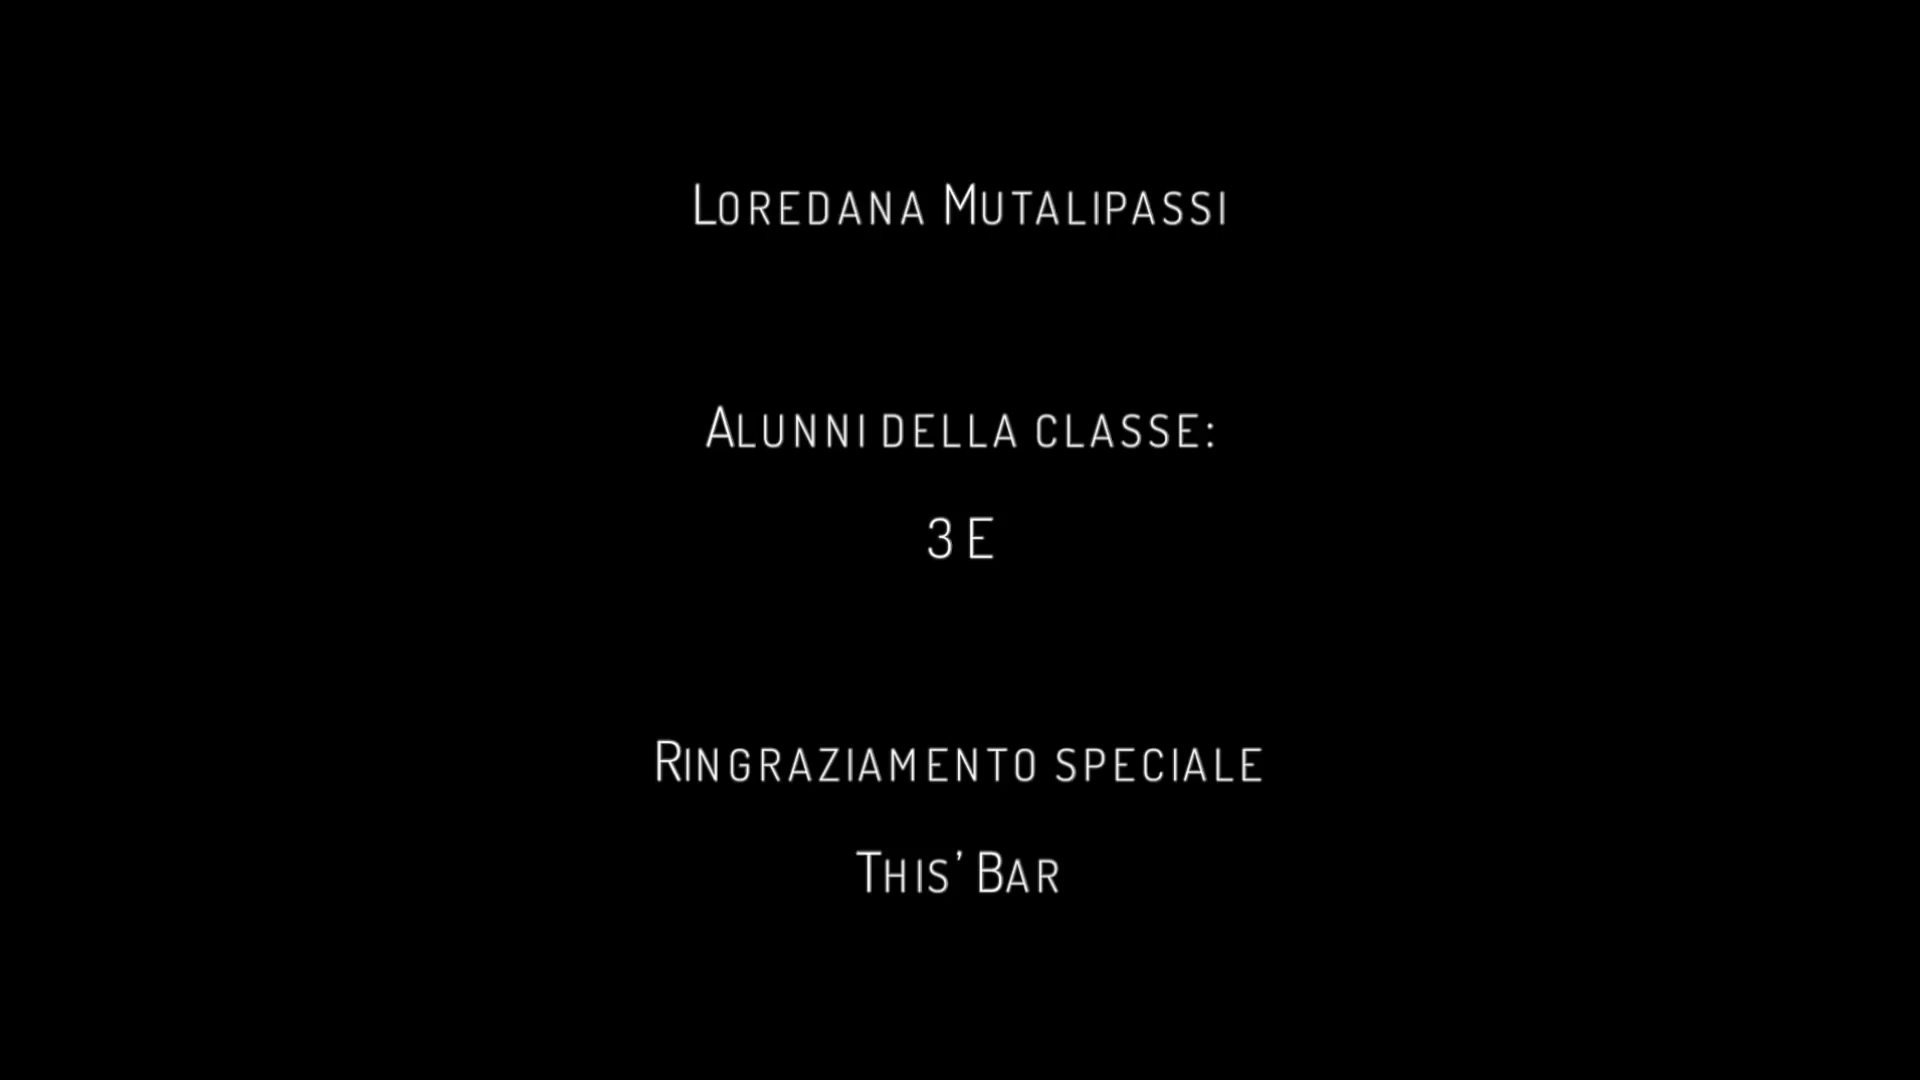 Loredana Mutalipassi
Alunni della classe:
3 E
Ringraziamento speciale
This' Bar